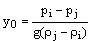 y₀ = (pᵢ − pⱼ) / g(ρⱼ − ρᵢ)